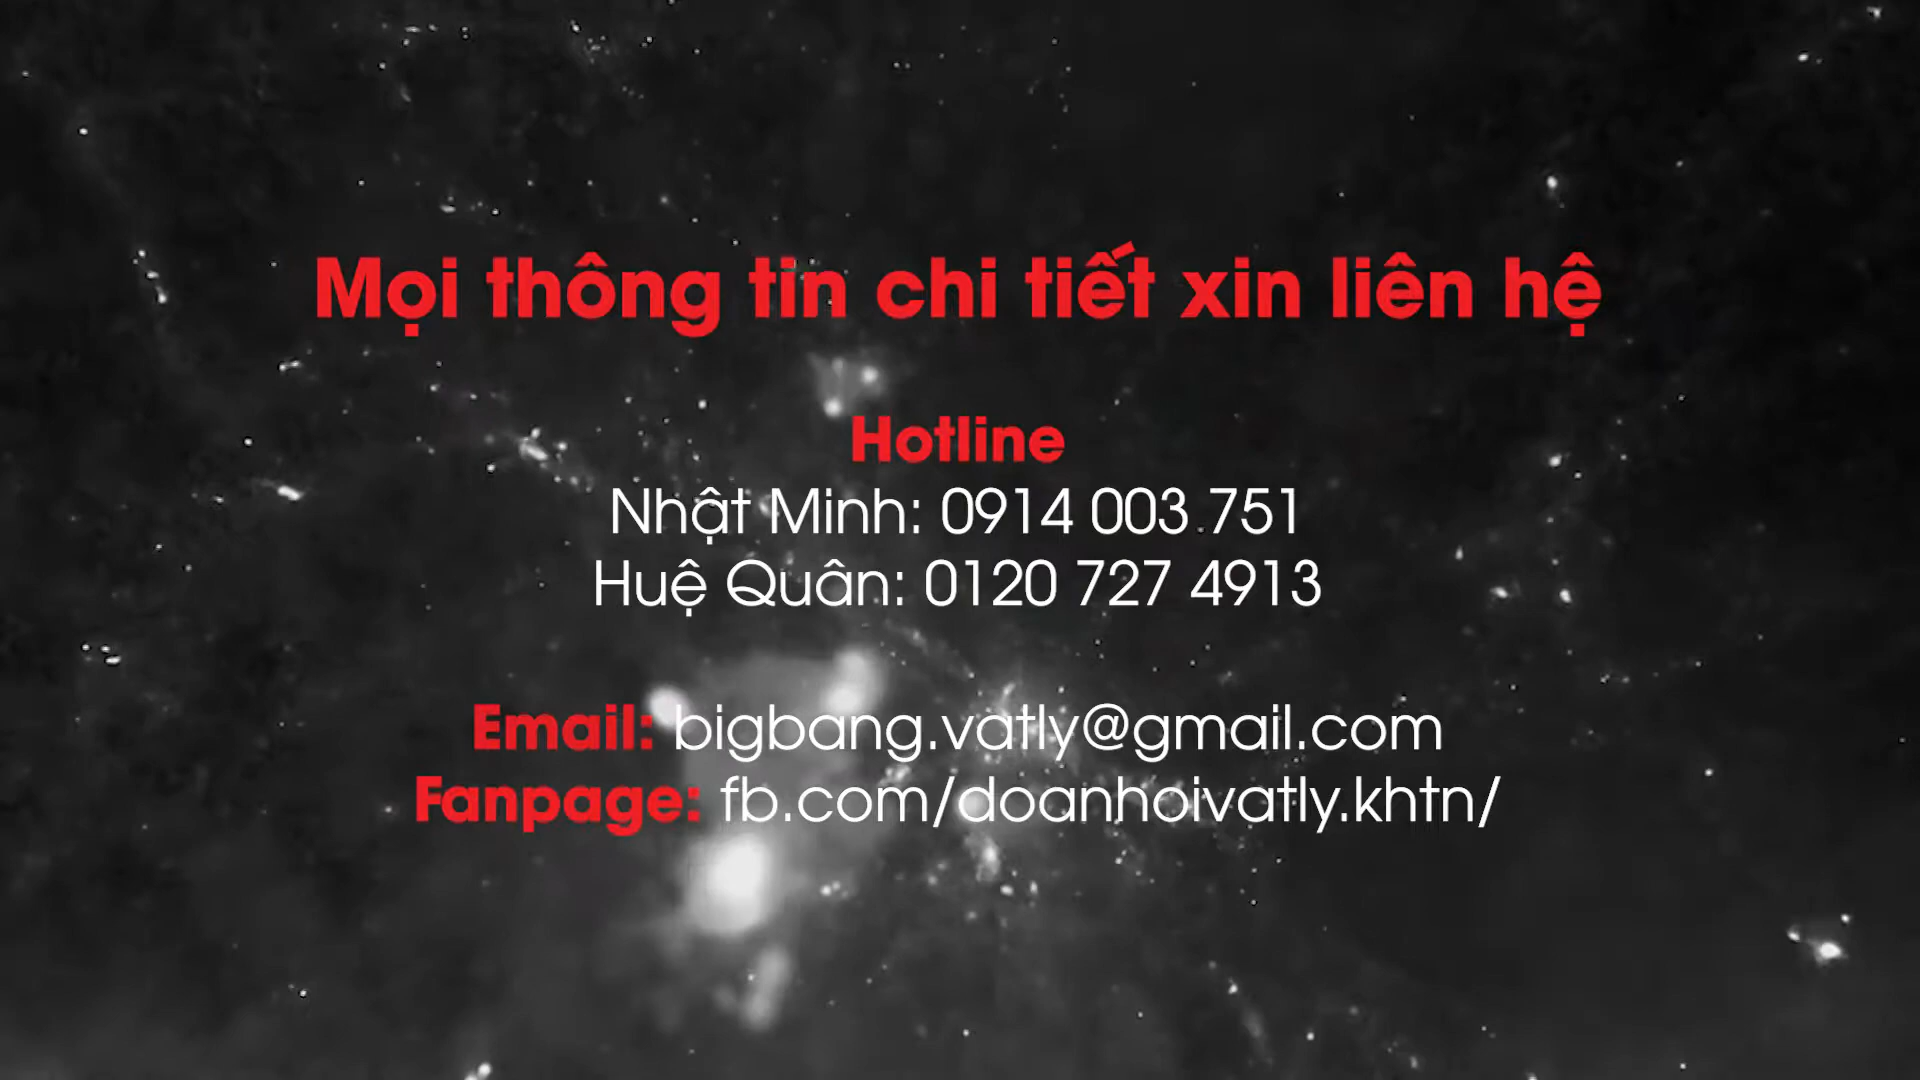 Mọi thông tin chi tiết xin liên hệ
Hotline
Nhật Minh: 0914 003 751
Huệ Quân: 0120 727 4913
Email: bigbang.vatly@gmail.com
Fanpage: fb.com/doanhoivatly.khtn/